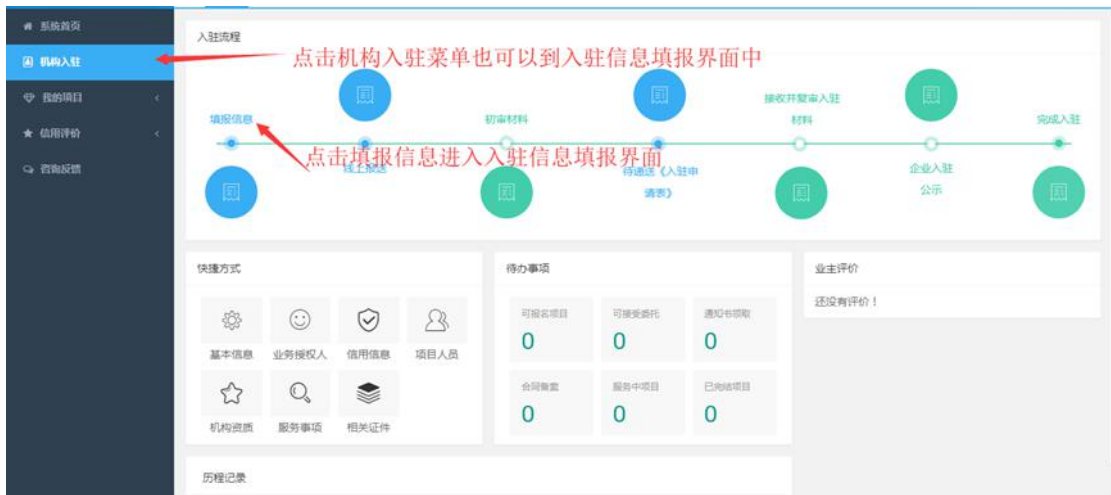 系统首页
机构入驻
我的项目
信用评价
咨询反馈
入驻流程
点击机构入驻菜单也可以到入驻信息填报界面中
填报信息
初审材料
接收并复审入驻
材料
完成入驻
点击填报信息进入入驻信息填报界面
线上报送
待递送《入驻申
请表》
企业入驻
公示
快捷方式
基本信息
业务授权人
信用信息
项目人员
机构资质
服务事项
相关证件
待办事项
可报名项目
可接受委托
通知书领取
0
0
0
合同备案
服务中项目
已完结项目
0
0
0
业主评价
还没有评价！
历程记录